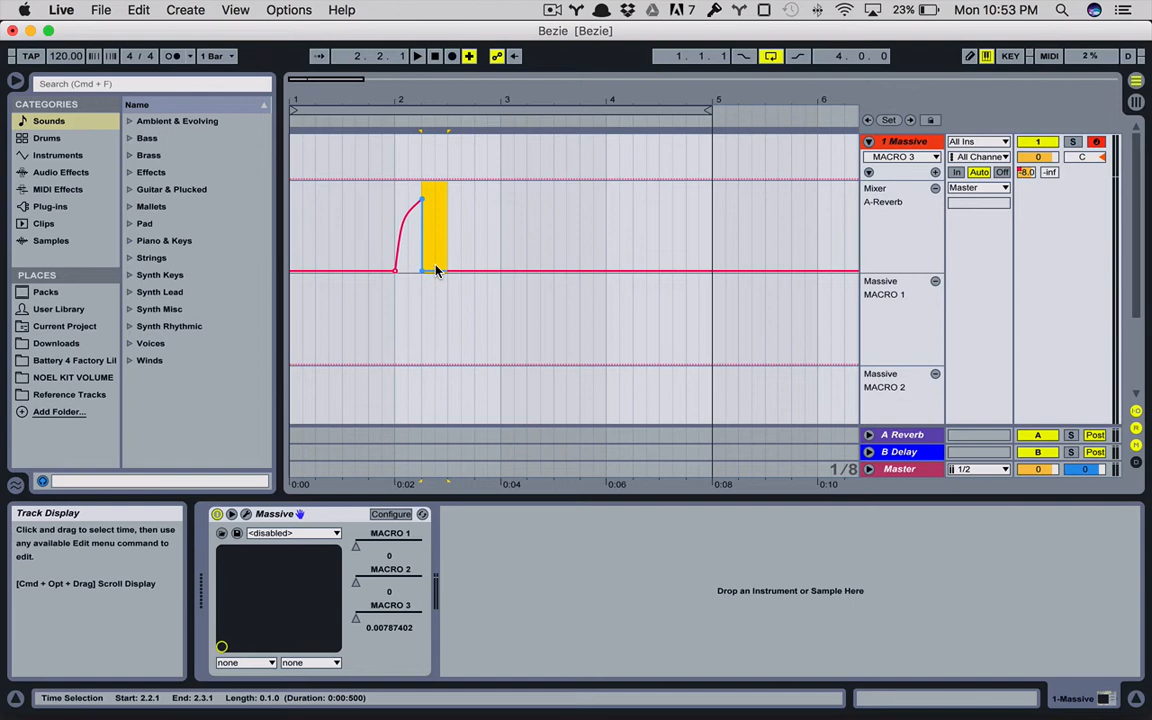 Live File Edit Create View Options Help 7 23% Mon 10:53 PM
Bezie [Bezie]
TAP 120.00 4 / 4 1 Bar 2. 2. 1 1. 1. 1 4. 0. 0 KEY MIDI 2 % D
Search (Cmd + F)
CATEGORIES
Sounds
Drums
Instruments
Audio Effects
MIDI Effects
Plug-ins
Clips
Samples
PLACES
Packs
User Library
Current Project
Downloads
Battery 4 Factory Lil
NOEL KIT VOLUME
Reference Tracks
Add Folder...
Name
Ambient & Evolving
Bass
Brass
Effects
Guitar & Plucked
Mallets
Pad
Piano & Keys
Strings
Synth Keys
Synth Lead
Synth Misc
Synth Rhythmic
Voices
Winds
1 2 3 4 5 6
Set
1 Massive All Ins 1 S
MACRO 3 All Channe 0 C
In Auto Off -8.0 -inf
Mixer Master
A-Reverb
Massive
MACRO 1
Massive
MACRO 2
A Reverb A S Post
B Delay B S Post
1/8 Master 1/2 0 0
0:00 0:02 0:04 0:06 0:08 0:10
Track Display
Click and drag to select time, then use
any available Edit menu command to
edit.
[Cmd + Opt + Drag] Scroll Display
Massive Configure
<disabled>
none none
MACRO 1
0
MACRO 2
0
MACRO 3
0.00787402
Drop an Instrument or Sample Here
Time Selection Start: 2.2.1 End: 2.3.1 Length: 0.1.0 (Duration: 0:00:500)
1-Massive